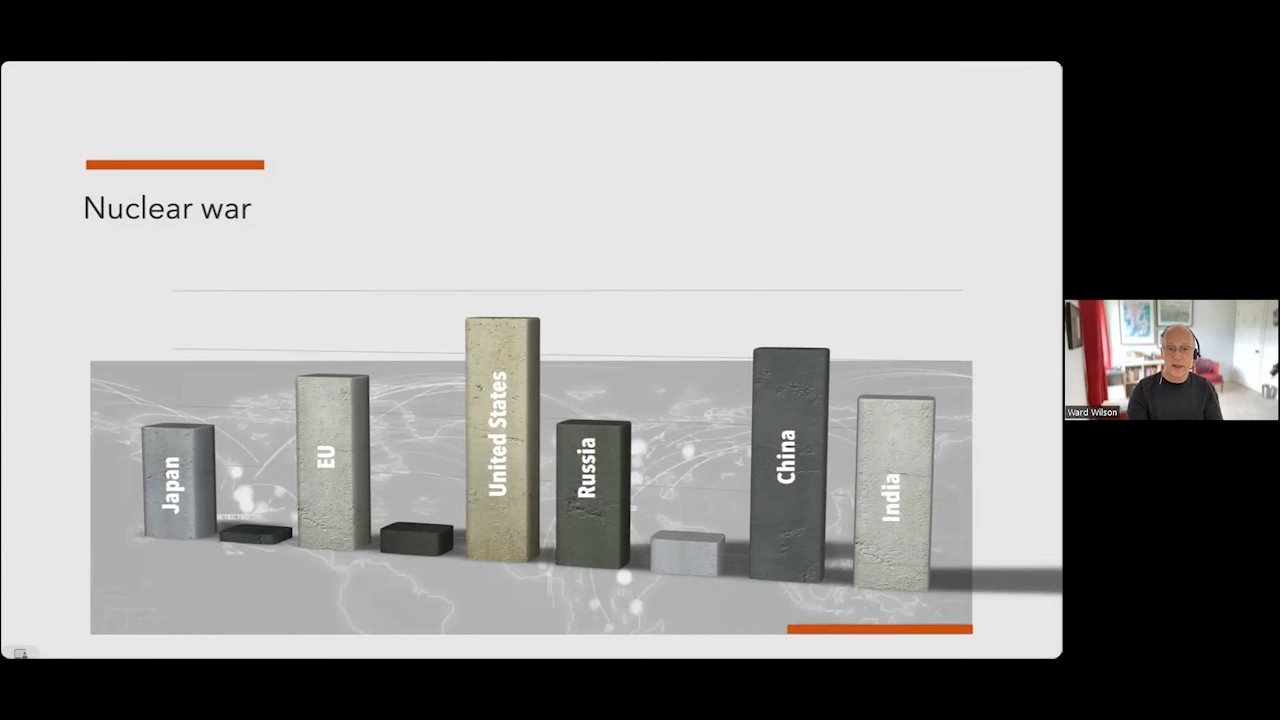 Nuclear war
Japan
EU
United States
Russia
China
India
Ward Wilson